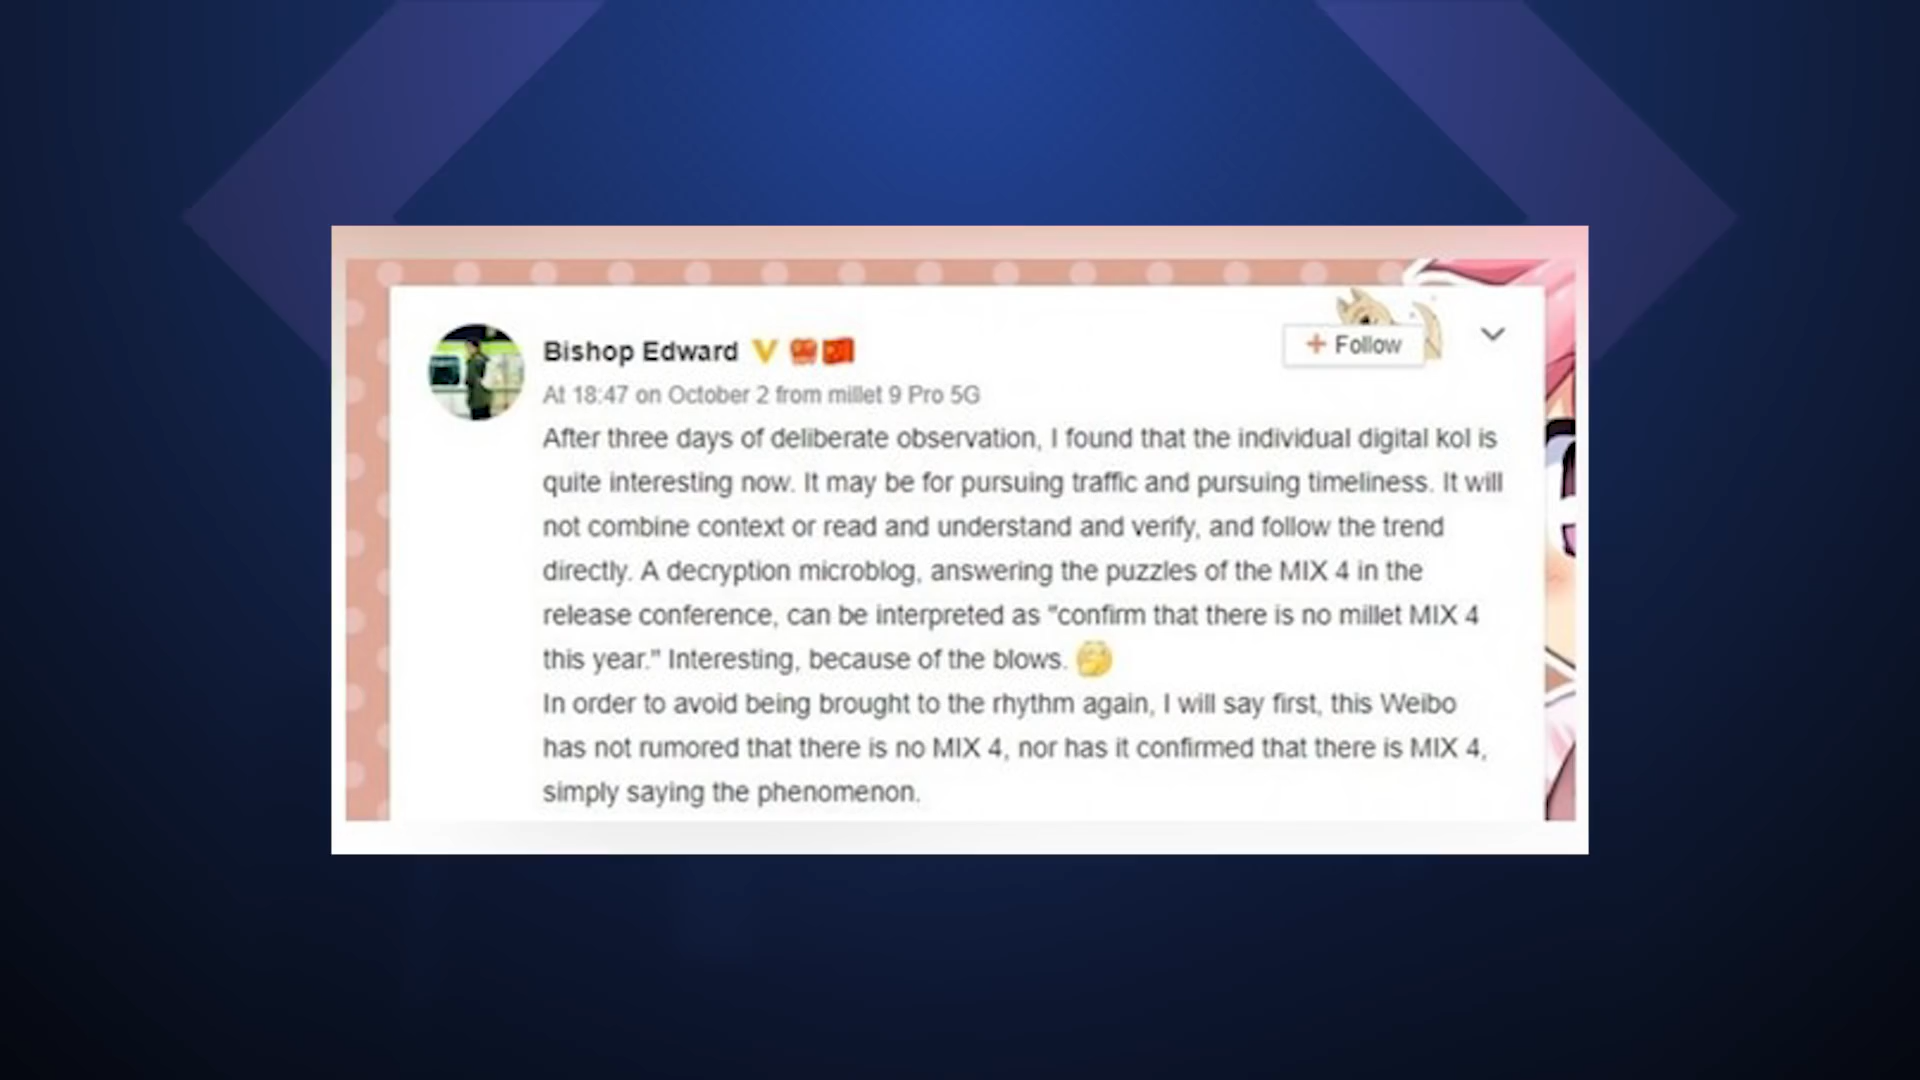 Bishop Edward
+ Follow
At 18:47 on October 2 from millet 9 Pro 5G
After three days of deliberate observation, I found that the individual digital kol is
quite interesting now. It may be for pursuing traffic and pursuing timeliness. It will
not combine context or read and understand and verify, and follow the trend
directly. A decryption microblog, answering the puzzles of the MIX 4 in the
release conference, can be interpreted as "confirm that there is no millet MIX 4
this year." Interesting, because of the blows. 🤔
In order to avoid being brought to the rhythm again, I will say first, this Weibo
has not rumored that there is no MIX 4, nor has it confirmed that there is MIX 4,
simply saying the phenomenon.